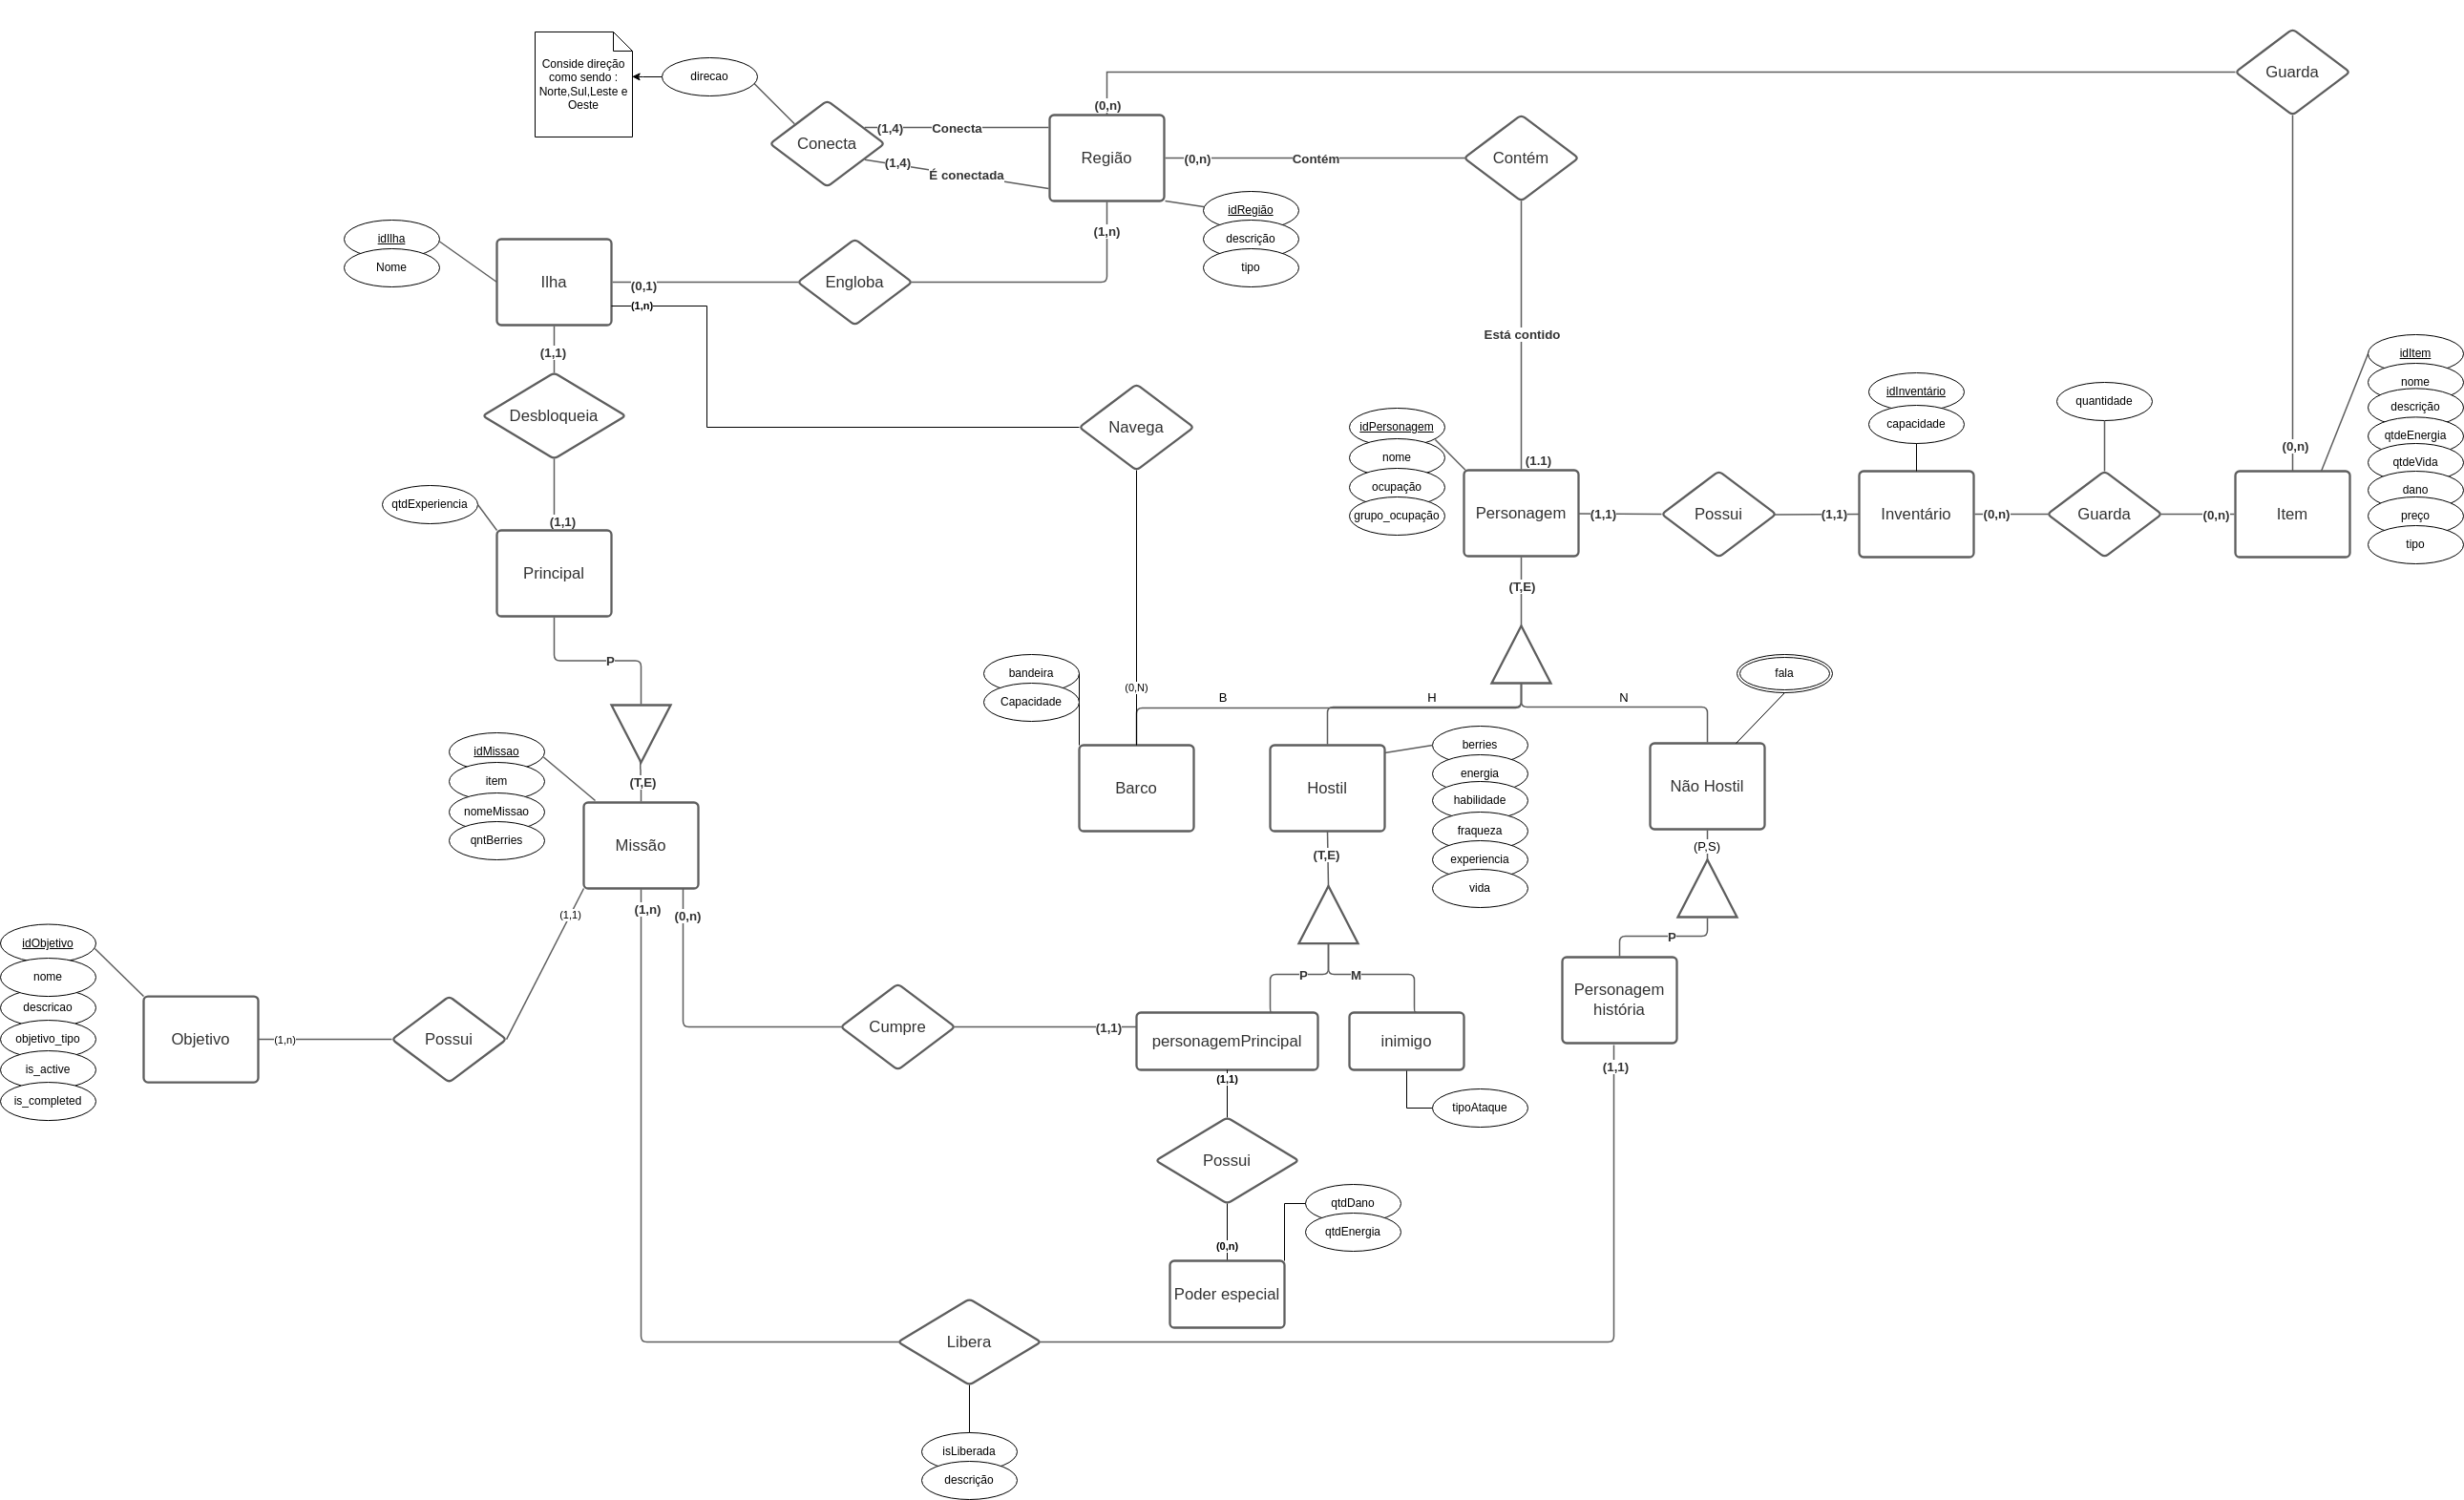 Guarda
Conside direção
como sendo :
Norte,Sul,Leste e
Oeste
direcao
(0,n)
Conecta
(1,4)
Conecta
(1,4)
É conectada
Região
(0,n)
Contém
Contém
idRegião
descrição
tipo
(1,n)
idIlha
Nome
Ilha
(0,1)
Engloba
(1,n)
(1,1)
Está contido
Desbloqueia
Navega
idPersonagem
nome
ocupação
grupo_ocupação
(1.1)
idInventário
capacidade
quantidade
(0,n)
idItem
nome
descrição
qtdeEnergia
qtdeVida
dano
preço
tipo
qtdExperiencia
(1,1)
Personagem
(1,1)
Possui
(1,1)
Inventário
(0,n)
Guarda
(0,n)
Item
Principal
(T,E)
P
bandeira
Capacidade
(0,N)
B
H
N
fala
idMissao
item
nomeMissao
qntBerries
(T,E)
Missão
Barco
Hostil
berries
energia
habilidade
fraqueza
experiencia
vida
Não Hostil
(T,E)
(P,S)
(1,1)
(1,n)
(0,n)
idObjetivo
nome
descricao
objetivo_tipo
is_active
is_completed
P
P
M
Personagem
história
Objetivo
(1,n)
Possui
Cumpre
(1,1)
personagemPrincipal
inimigo
(1,1)
(1,1)
tipoAtaque
Possui
qtdDano
qtdEnergia
(0,n)
Poder especial
Libera
isLiberada
descrição